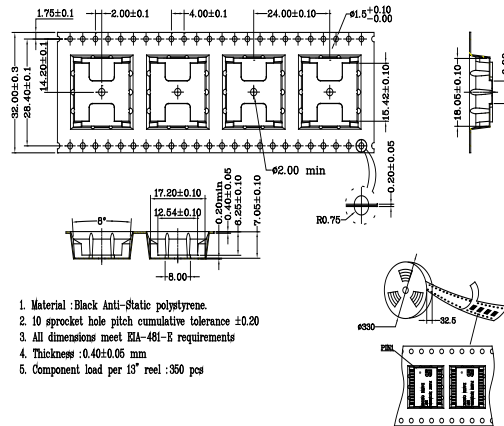 1.75±0.1
2.00±0.1
4.00±0.1
24.00±0.10
ø1.5+0.10
-0.00
32.00±0.3
28.40±0.1
14.20±0.1
15.42±0.10
18.05±0.10
ø2.00 min
0.20±0.05
R0.75
17.20±0.10
12.54±0.10
8°
8.00
0.20min
0.40±0.05
6.25±0.10
7.05±0.10
1. Material :Black Anti-Static polystyrene.
2. 10 sprocket hole pitch cumulative tolerance ±0.20
3. All dimensions meet EIA-481-E requirements
4. Thickness :0.40±0.05 mm
5. Component load per 13" reel :350 pcs
ø330
32.5
PIN1